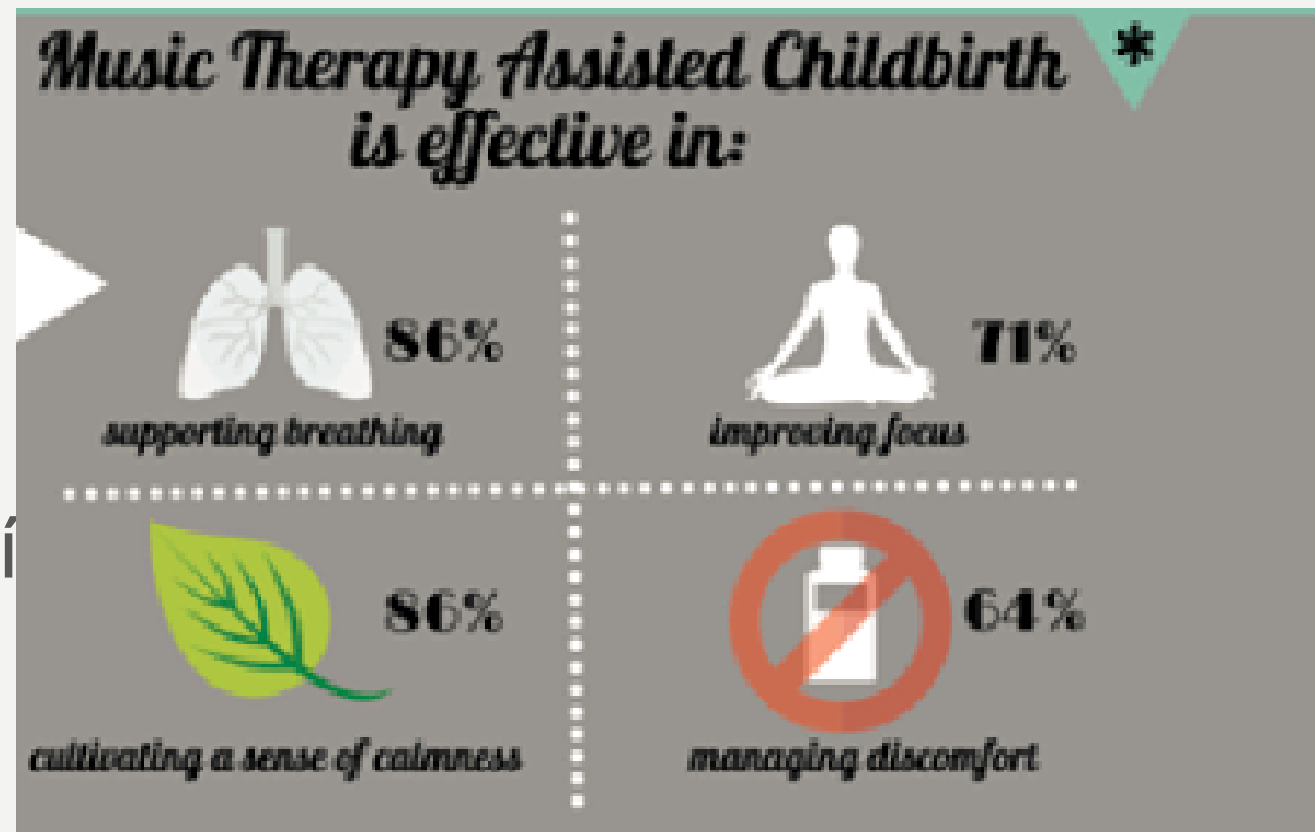 Music Therapy Assisted Childbirth
*
is effective in:
86%
supporting breathing
71%
improving focus
í
86%
cultivating a sense of calmness
64%
managing discomfort